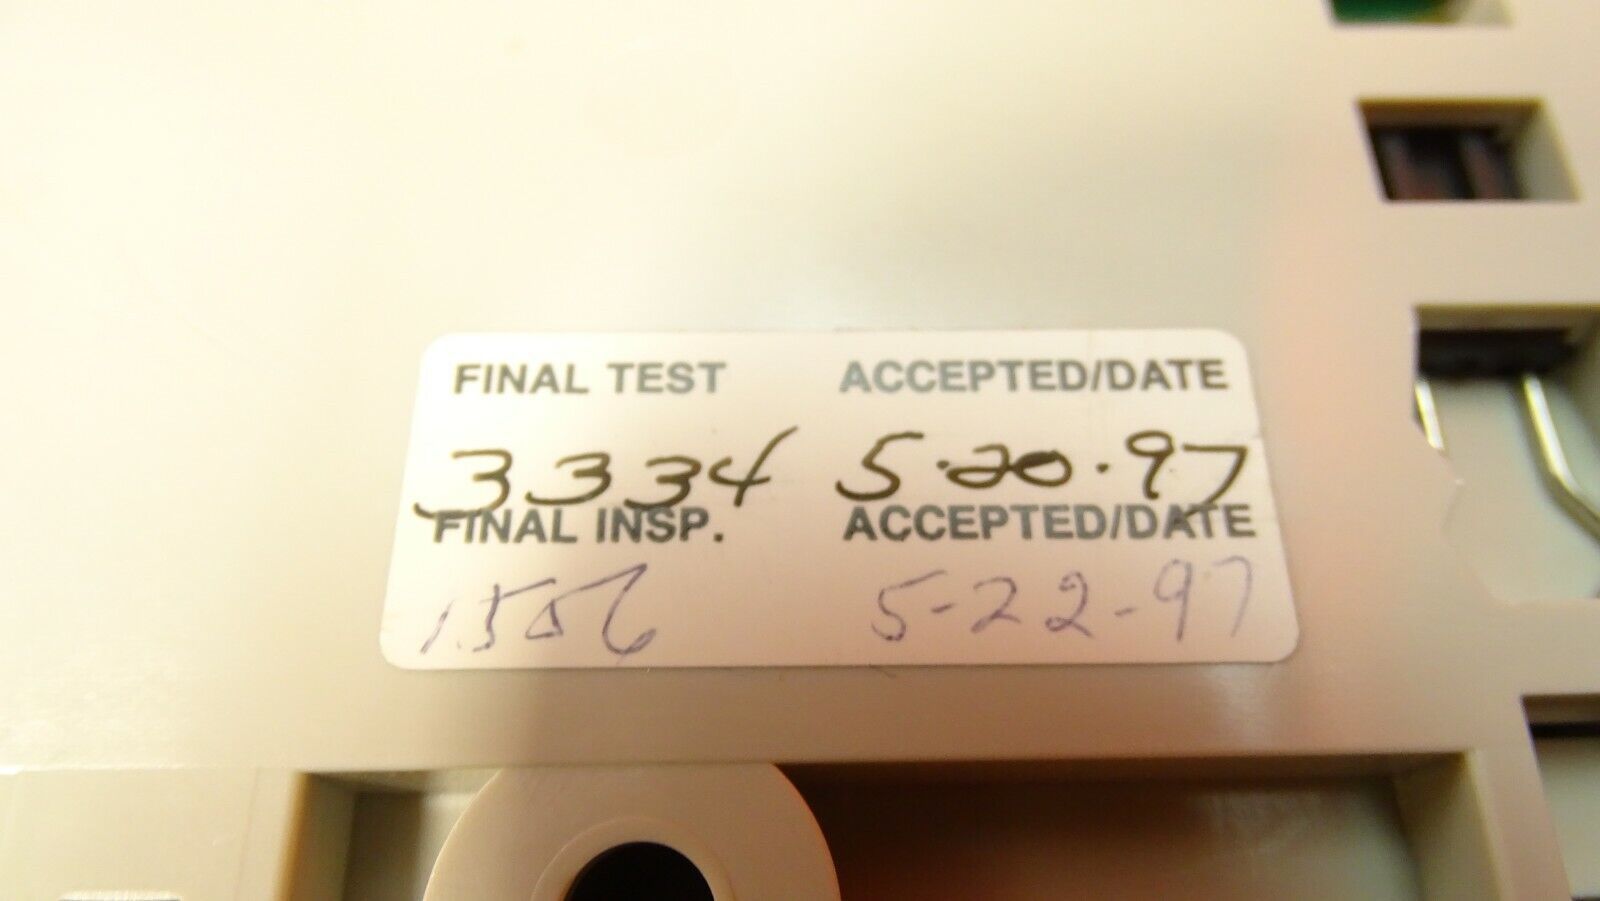 FINAL TEST ACCEPTED/DATE
3334 5·20·97
FINAL INSP. ACCEPTED/DATE
1556 5-22-97